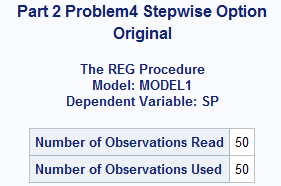 Part 2 Problem4 Stepwise Option
Original
The REG Procedure
Model: MODEL1
Dependent Variable: SP
Number of Observations Read 50
Number of Observations Used 50